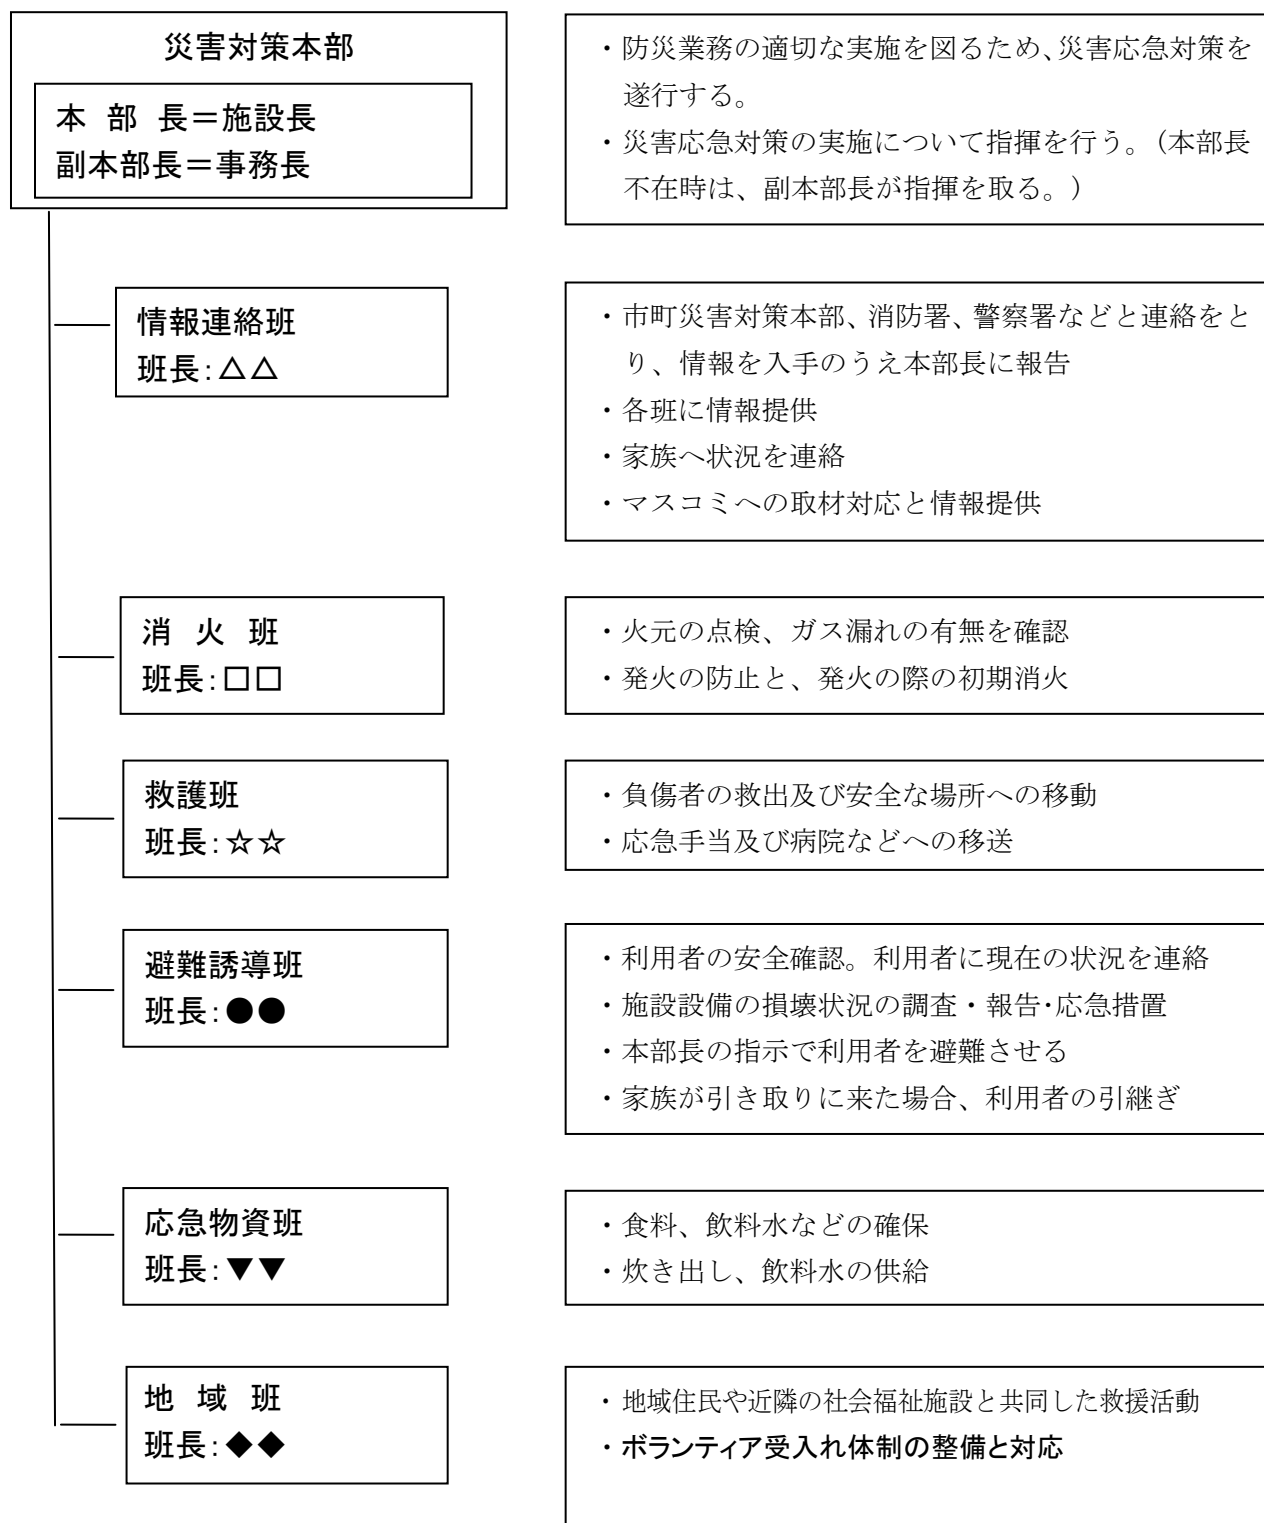 災害対策本部
本 部 長＝施設長
副本部長＝事務長
・防災業務の適切な実施を図るため、災害応急対策を
遂行する。
・災害応急対策の実施について指揮を行う。（本部長
不在時は、副本部長が指揮を取る。）
情報連絡班
班長：△△
・市町災害対策本部、消防署、警察署などと連絡をと
り、情報を入手のうえ本部長に報告
・各班に情報提供
・家族へ状況を連絡
・マスコミへの取材対応と情報提供
消 火 班
班長：□□
・火元の点検、ガス漏れの有無を確認
・発火の防止と、発火の際の初期消火
救護班
班長：☆☆
・負傷者の救出及び安全な場所への移動
・応急手当及び病院などへの移送
避難誘導班
班長：●●
・利用者の安全確認。利用者に現在の状況を連絡
・施設設備の損壊状況の調査・報告・応急措置
・本部長の指示で利用者を避難させる
・家族が引き取りに来た場合、利用者の引継ぎ
応急物資班
班長：▼▼
・食料、飲料水などの確保
・炊き出し、飲料水の供給
地 域 班
班長：◆◆
・地域住民や近隣の社会福祉施設と共同した救援活動
・ボランティア受入れ体制の整備と対応